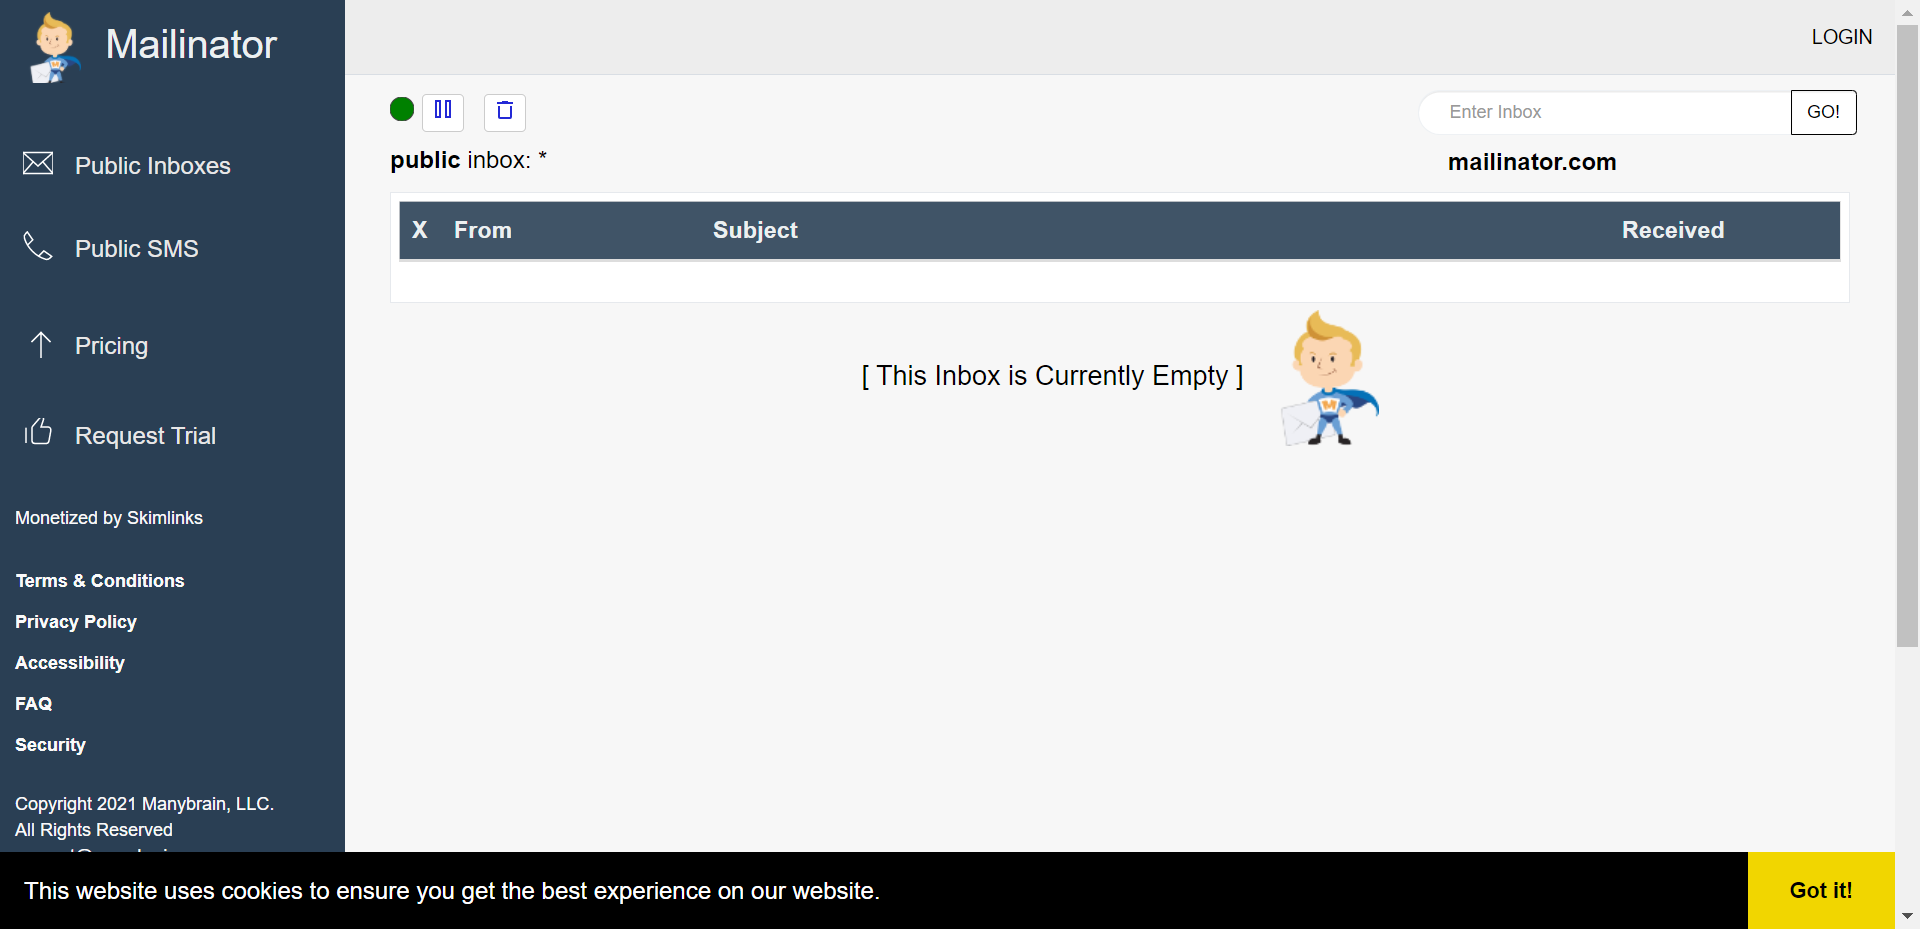 Mailinator
LOGIN
GO!
Enter Inbox
public inbox: *
mailinator.com
Public Inboxes
Public SMS
Pricing
Request Trial
X From Subject Received
[ This Inbox is Currently Empty ]
Monetized by Skimlinks
Terms & Conditions
Privacy Policy
Accessibility
FAQ
Security
Copyright 2021 Manybrain, LLC.
All Rights Reserved
This website uses cookies to ensure you get the best experience on our website.
Got it!